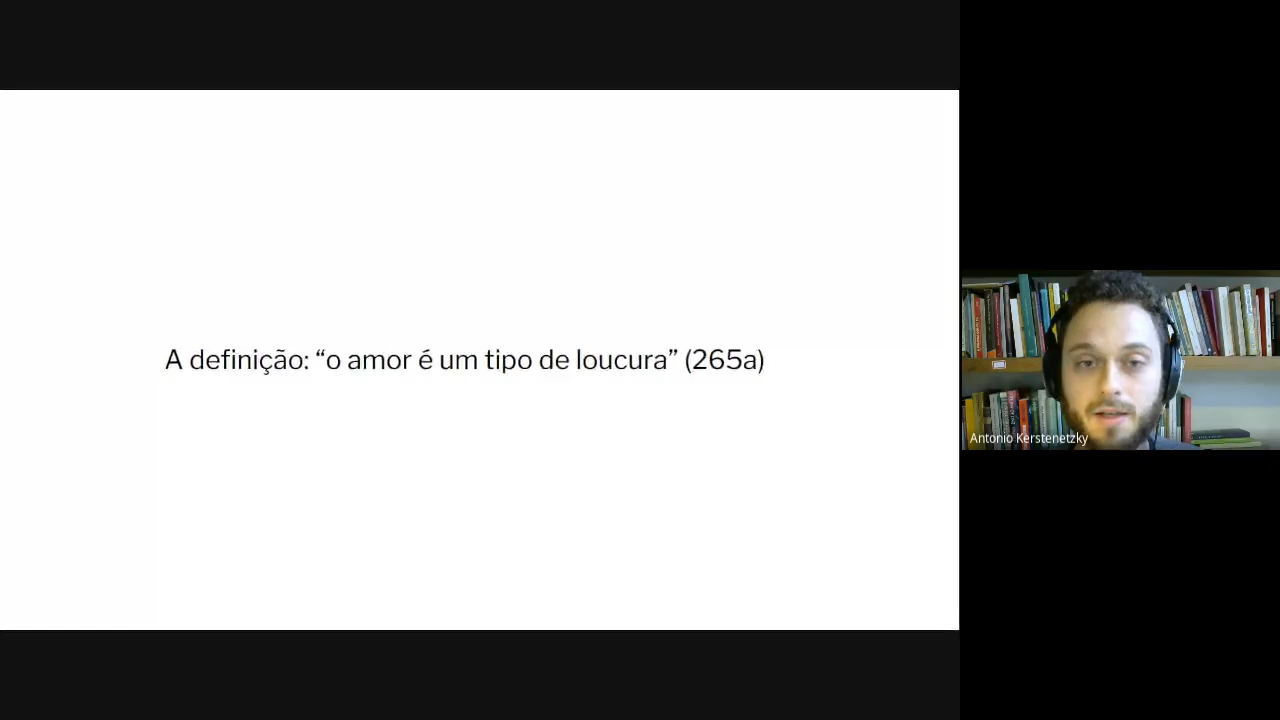 A definição: “o amor é um tipo de loucura” (265a)
Antonio Kerstenetzky